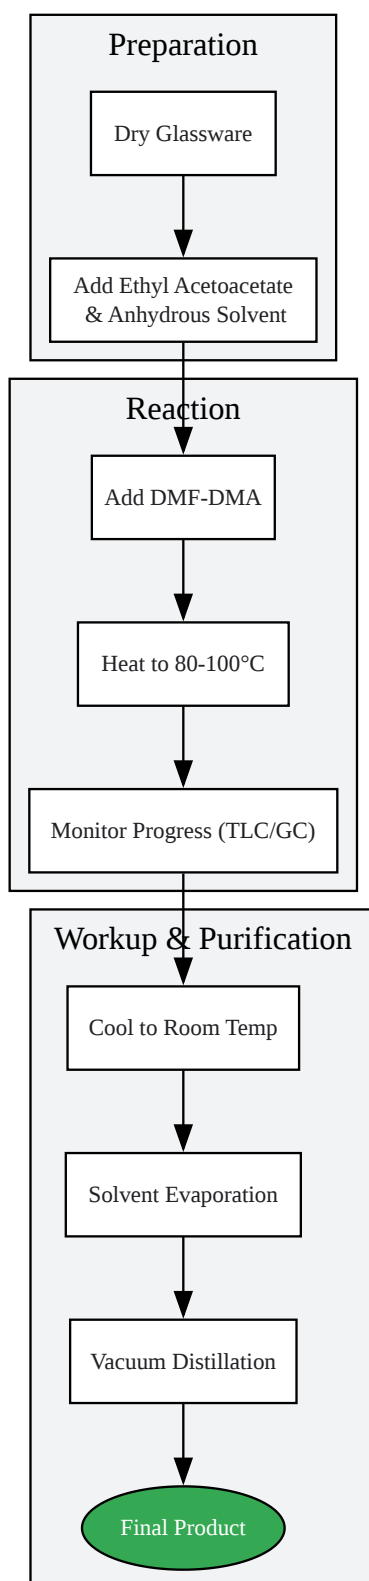 Preparation
Dry Glassware
Add Ethyl Acetoacetate
& Anhydrous Solvent
Reaction
Add DMF-DMA
Heat to 80-100°C
Monitor Progress (TLC/GC)
Workup & Purification
Cool to Room Temp
Solvent Evaporation
Vacuum Distillation
Final Product